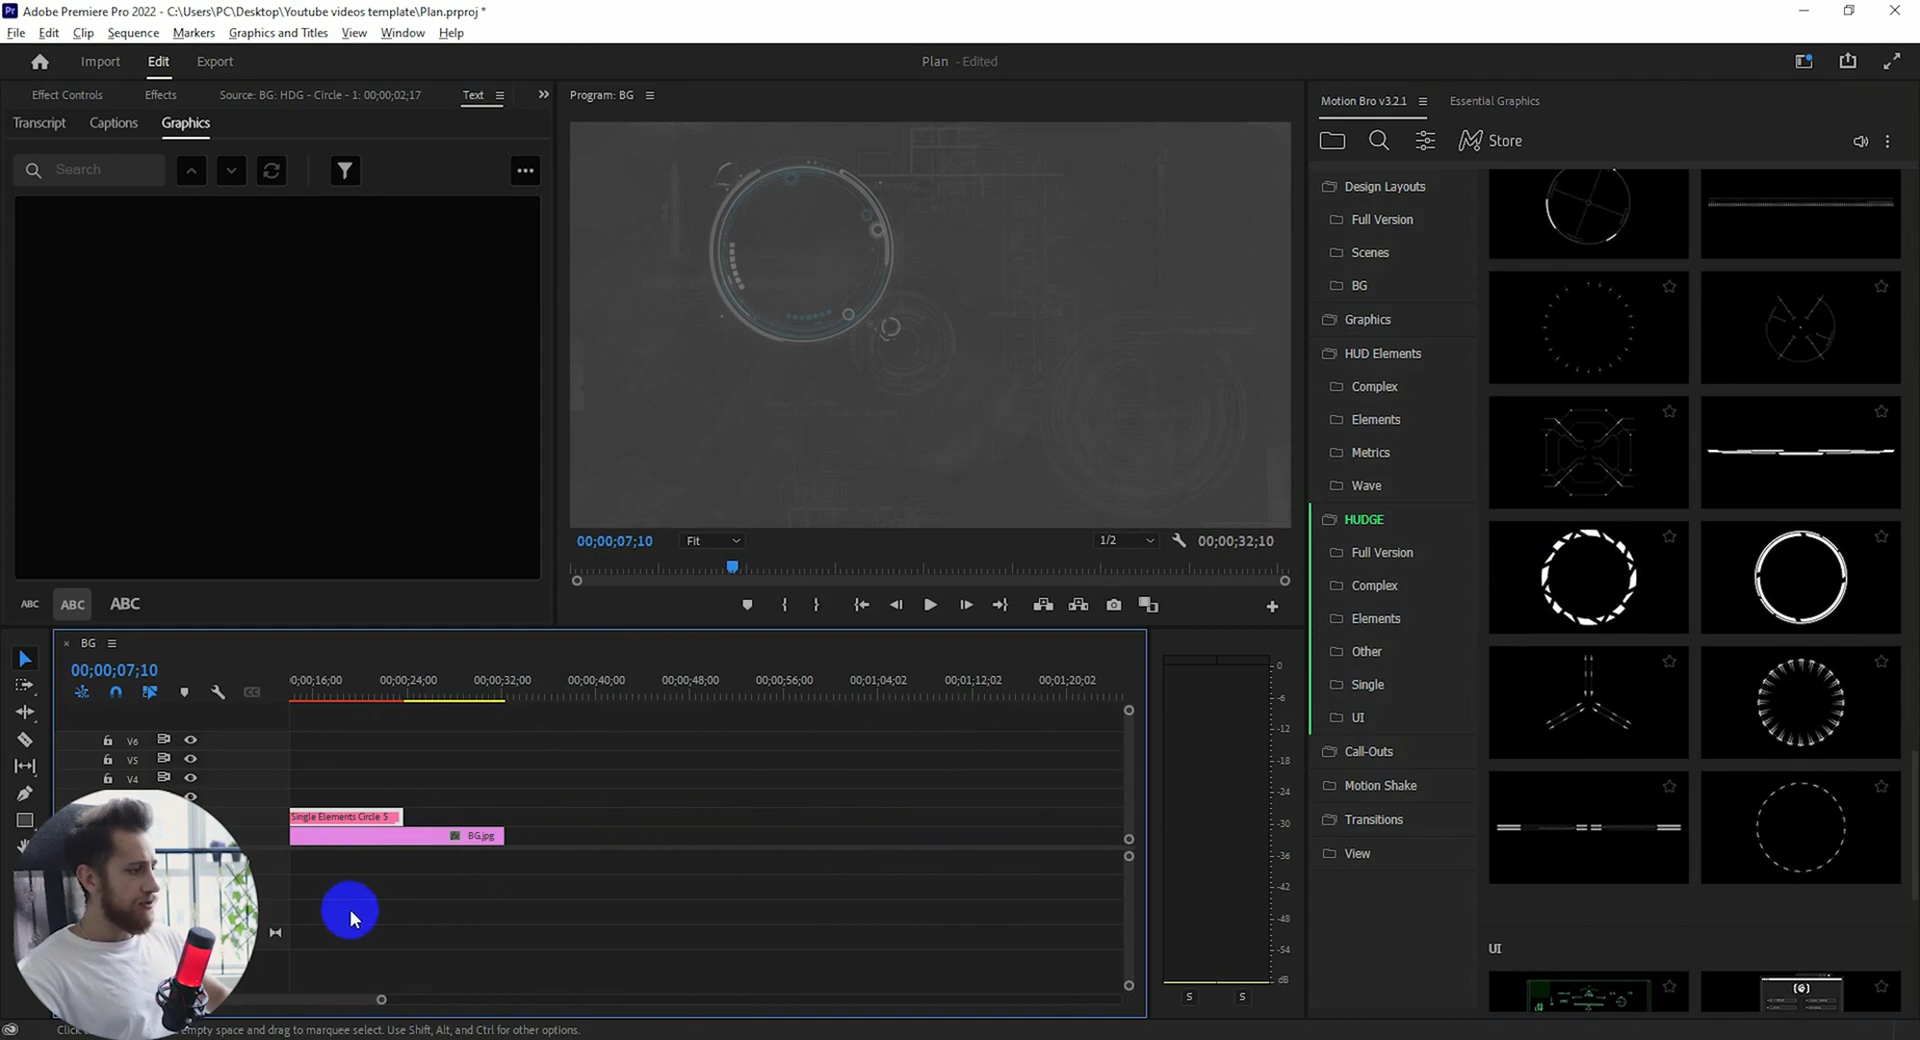 Adobe Premiere Pro 2022 - C:\Users\PC\Desktop\Youtube videos template\Plan.prproj *
File Edit Clip Sequence Markers Graphics and Titles View Window Help
Import Edit Export
Plan - Edited
Effect Controls Effects Source: BG: HDG - Circle - 1: 00;00;02;17 Text
Transcript Captions Graphics
Search
ABC ABC ABC
Program: BG
00;00;07;10 Fit 1/2 00;00;32;10
Motion Bro v3.2.1 Essential Graphics
Store
Design Layouts
Full Version
Scenes
BG
Graphics
HUD Elements
Complex
Elements
Metrics
Wave
HUDGE
Full Version
Complex
Elements
Other
Single
UI
Call-Outs
Motion Shake
Transitions
View
UI
BG
00;00;07;10
0;00;16;00 00;00;24;00 00;00;32;00 00;00;40;00 00;00;48;00 00;00;56;00 00;01;04;02 00;01;12;02 00;01;20;02
V6
V5
V4
Single Elements Circle 5
BG.jpg
0
-6
-12
-18
-24
-30
-36
-42
-48
-54
dB
S S
Click empty space and drag to marquee select. Use Shift, Alt, and Ctrl for other options.